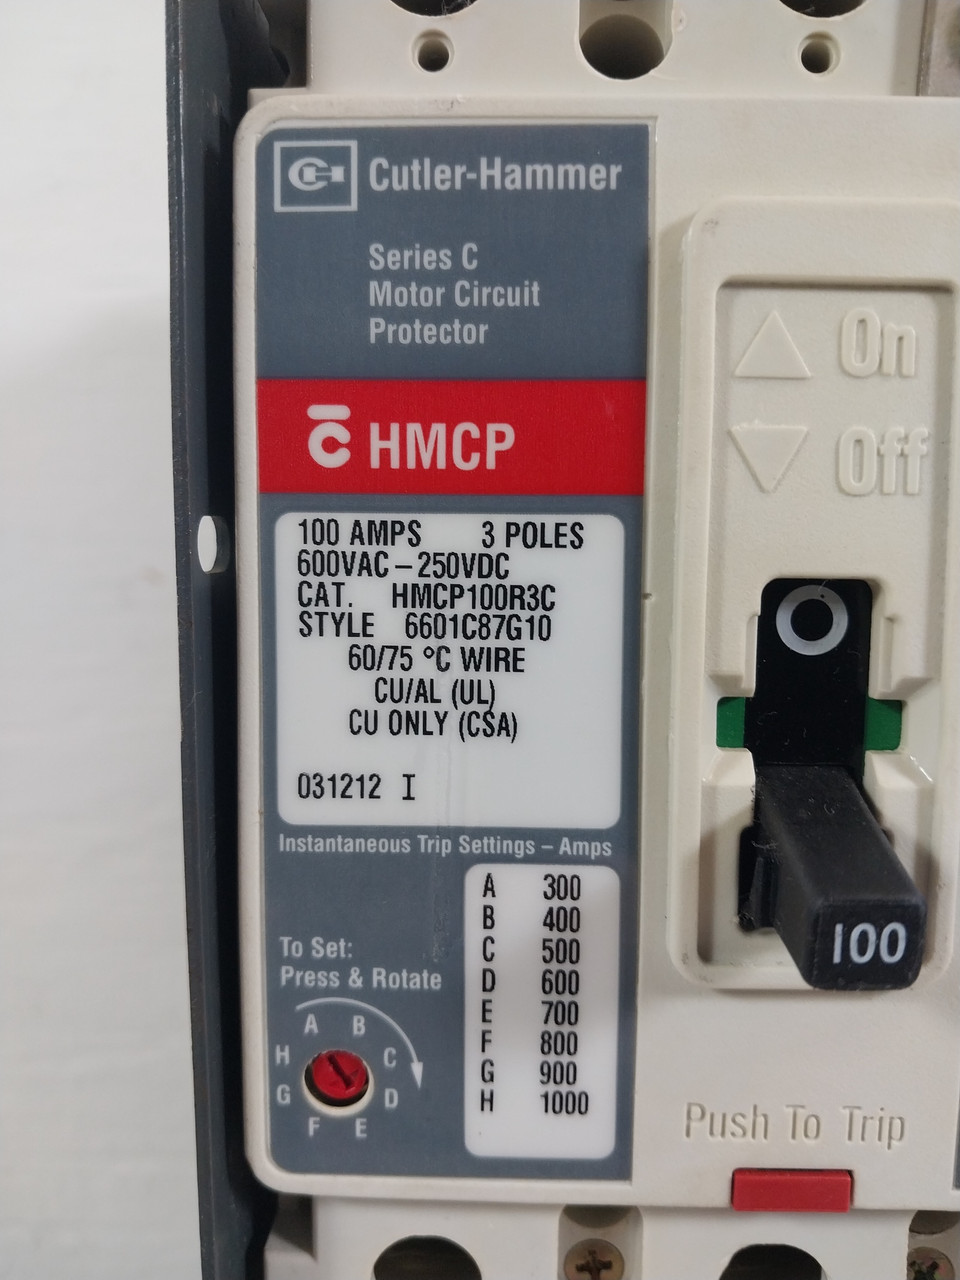 Cutler-Hammer
Series C
Motor Circuit
Protector
C HMCP
100 AMPS 3 POLES
600VAC – 250VDC
CAT. HMCP100R3C
STYLE 6601C87G10
60/75 °C WIRE
CU/AL (UL)
CU ONLY (CSA)
031212 I
Instantaneous Trip Settings – Amps
A 300
B 400
C 500
D 600
E 700
F 800
G 900
H 1000
To Set:
Press & Rotate
A B
H C
G D
F E
On
Off
O
100
Push To Trip